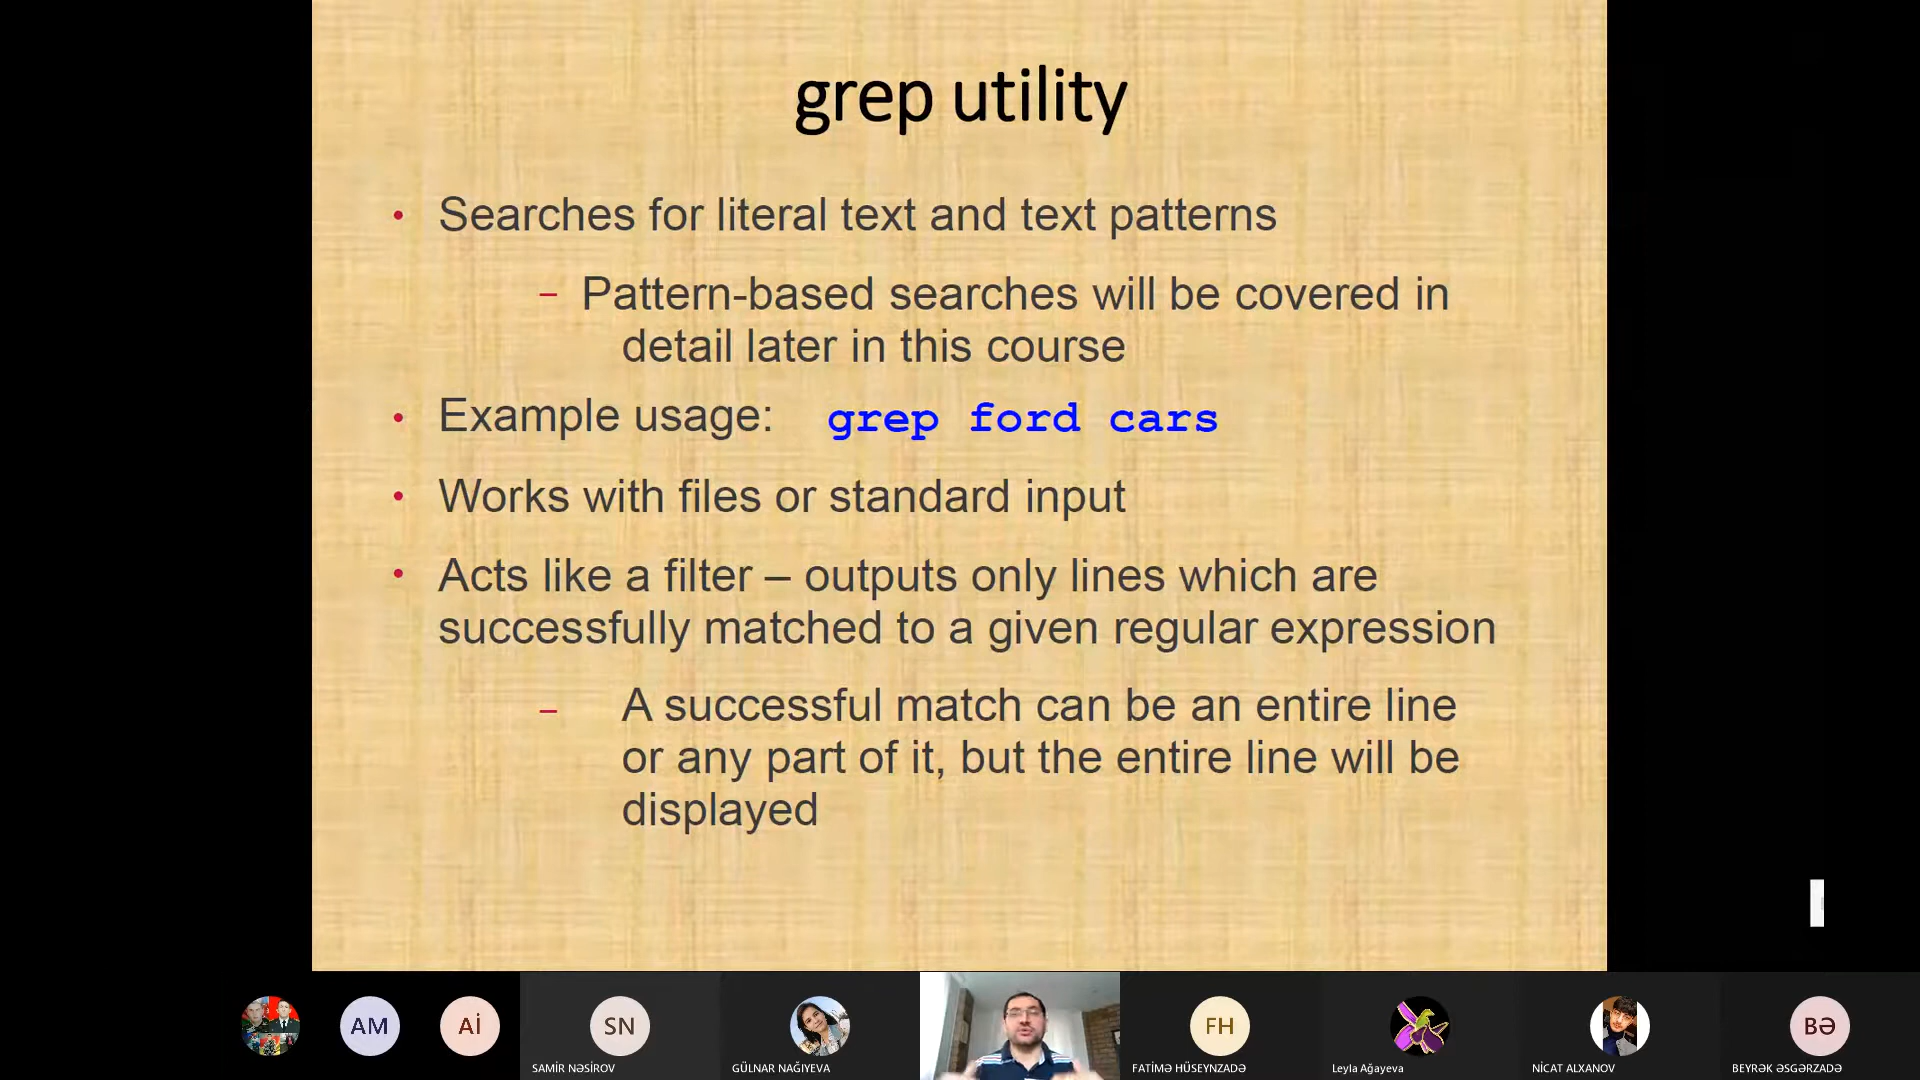 grep utility
• Searches for literal text and text patterns
– Pattern-based searches will be covered in
detail later in this course
• Example usage: grep ford cars
• Works with files or standard input
• Acts like a filter – outputs only lines which are
successfully matched to a given regular expression
– A successful match can be an entire line
or any part of it, but the entire line will be
displayed
AM
Aİ
SN
FH
BƏ
SAMİR NƏSİROV
GÜLNAR NAĞIYEVA
FATİMƏ HÜSEYNZADƏ
Leyla Ağayeva
NİCAT ALXANOV
BEYRƏK ƏSGƏRZADƏ